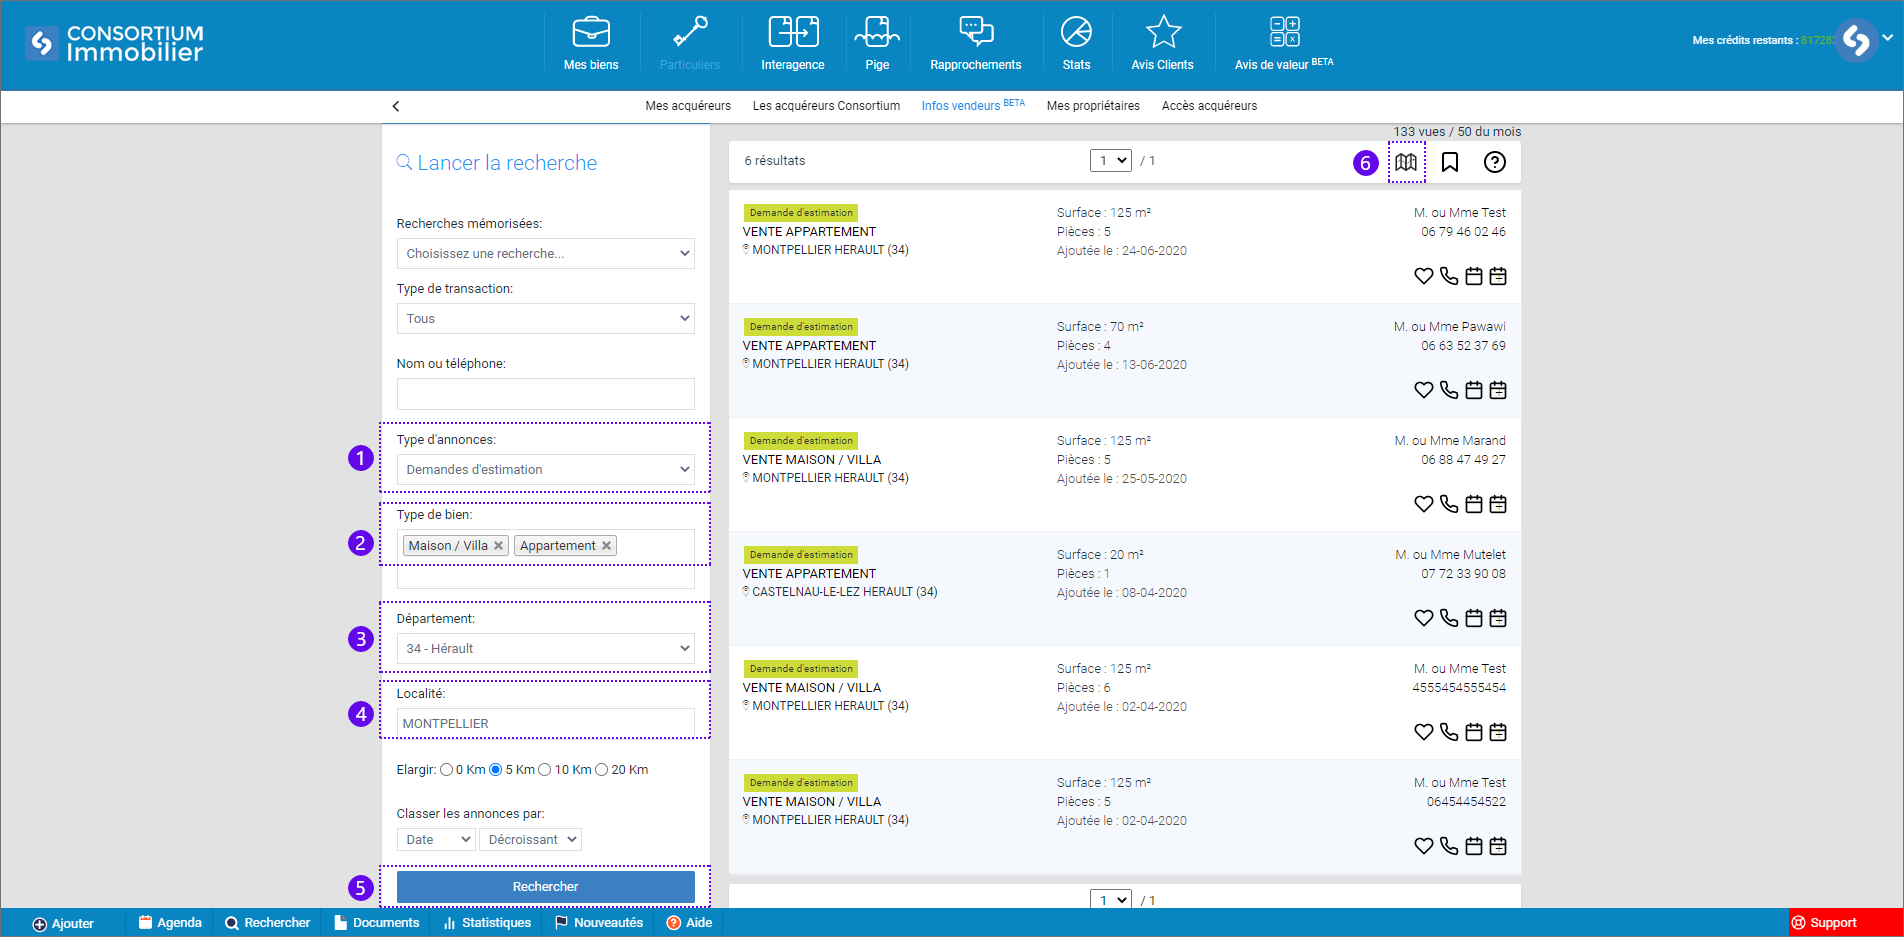 CONSORTIUM
Immobilier
Mes biens
Particuliers
Interagence
Pige
Rapprochements
Stats
Avis Clients
Avis de valeur BETA
Mes crédits restants :
Mes acquéreurs
Les acquéreurs Consortium
Infos vendeurs BETA
Mes propriétaires
Accès acquéreurs
Lancer la recherche
Recherches mémorisées:
Choisissez une recherche...
Type de transaction:
Tous
Nom ou téléphone:
1
Type d'annonces:
Demandes d'estimation
2
Type de bien:
Maison / Villa ✕ Appartement ✕
3
Département:
34 - Hérault
4
Localité:
MONTPELLIER
Elargir: 0 Km 5 Km 10 Km 20 Km
Classer les annonces par:
Date Décroissant
5
Rechercher
133 vues / 50 du mois
6 résultats
1 / 1
6
Demande d'estimation
VENTE APPARTEMENT
MONTPELLIER HERAULT (34)
Surface : 125 m²
Pièces : 5
Ajoutée le : 24-06-2020
M. ou Mme Test
06 79 46 02 46
Demande d'estimation
VENTE APPARTEMENT
MONTPELLIER HERAULT (34)
Surface : 70 m²
Pièces : 4
Ajoutée le : 13-06-2020
M. ou Mme Pawawi
06 63 52 37 69
Demande d'estimation
VENTE MAISON / VILLA
MONTPELLIER HERAULT (34)
Surface : 125 m²
Pièces : 5
Ajoutée le : 25-05-2020
M. ou Mme Marand
06 88 47 49 27
Demande d'estimation
VENTE APPARTEMENT
CASTELNAU-LE-LEZ HERAULT (34)
Surface : 20 m²
Pièces : 1
Ajoutée le : 08-04-2020
M. ou Mme Mutelet
07 72 33 90 08
Demande d'estimation
VENTE MAISON / VILLA
MONTPELLIER HERAULT (34)
Surface : 125 m²
Pièces : 6
Ajoutée le : 02-04-2020
M. ou Mme Test
4555454555454
Demande d'estimation
VENTE MAISON / VILLA
MONTPELLIER HERAULT (34)
Surface : 125 m²
Pièces : 5
Ajoutée le : 02-04-2020
M. ou Mme Test
06454454522
1 / 1
Ajouter
Agenda
Rechercher
Documents
Statistiques
Nouveautés
Aide
Support